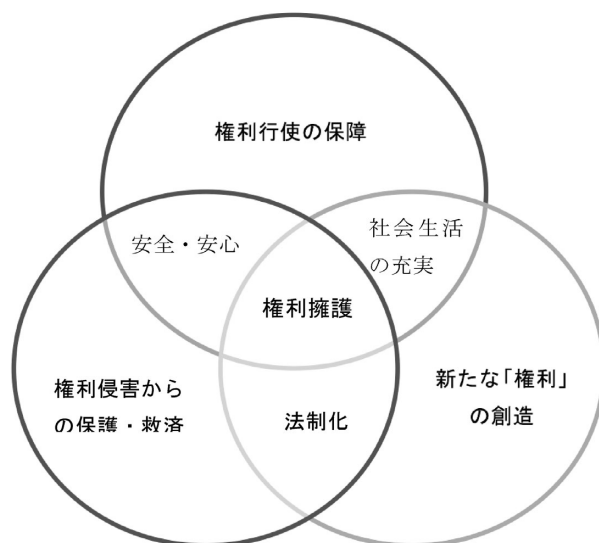 権利行使の保障
安全・安心
社会生活
の充実
権利擁護
権利侵害から
の保護・救済
法制化
新たな「権利」
の創造